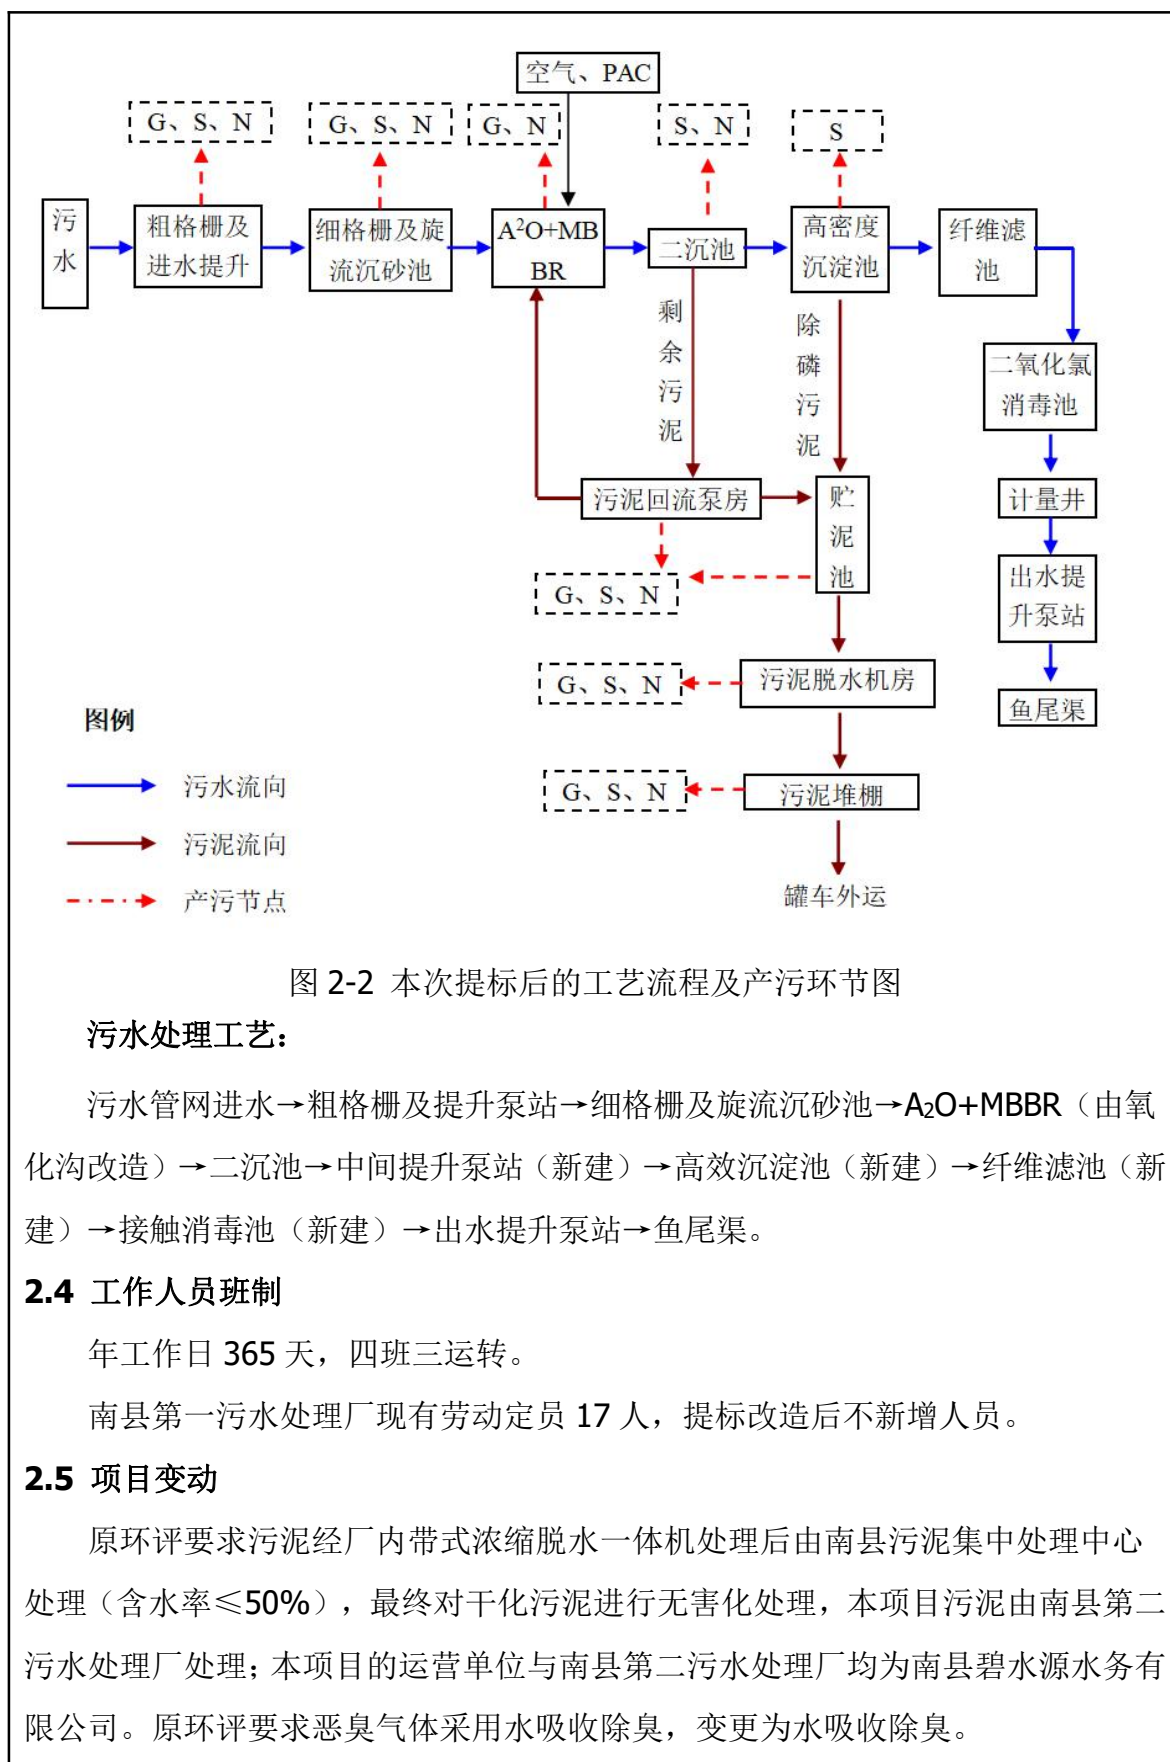 空气、PAC
G、S、N
G、S、N
G、N
S、N
S
污
水
粗格栅及
进水提升
细格栅及旋
流沉砂池
A²O+MB
BR
二沉池
高密度
沉淀池
纤维滤
池
剩
余
污
泥
除
磷
污
泥
二氧化氯
消毒池
污泥回流泵房
贮
泥
池
计量井
G、S、N
出水提
升泵站
G、S、N
污泥脱水机房
鱼尾渠
图例
污水流向
G、S、N
污泥堆棚
污泥流向
产污节点
罐车外运
图 2-2 本次提标后的工艺流程及产污环节图
污水处理工艺：
污水管网进水→粗格栅及提升泵站→细格栅及旋流沉砂池→A₂O+MBBR（由氧
化沟改造）→二沉池→中间提升泵站（新建）→高效沉淀池（新建）→纤维滤池（新
建）→接触消毒池（新建）→出水提升泵站→鱼尾渠。
2.4 工作人员班制
年工作日 365 天，四班三运转。
南县第一污水处理厂现有劳动定员 17 人，提标改造后不新增人员。
2.5 项目变动
原环评要求污泥经厂内带式浓缩脱水一体机处理后由南县污泥集中处理中心
处理（含水率≤50%），最终对干化污泥进行无害化处理，本项目污泥由南县第二
污水处理厂处理；本项目的运营单位与南县第二污水处理厂均为南县碧水源水务有
限公司。原环评要求恶臭气体采用水吸收除臭，变更为水吸收除臭。